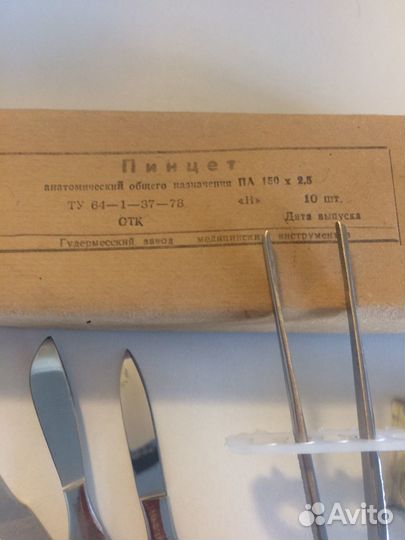 Пинцет
анатомический общего назначения ПА 150 х 2,5
ТУ 64—1—37—78 «Н» 10 шт.
ОТК Дата выпуска
Гудермесский завод медицинских инструментов
Avito